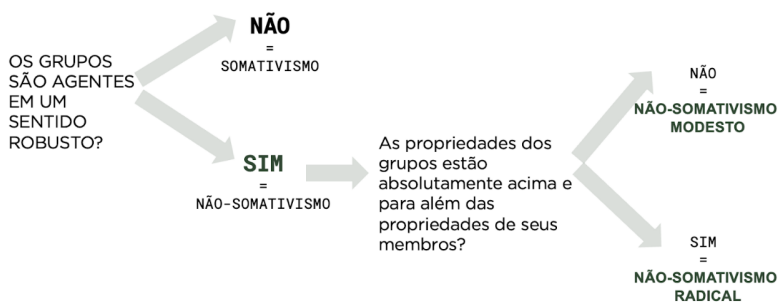 OS GRUPOS
SÃO AGENTES
EM UM
SENTIDO
ROBUSTO?
NÃO
=
SOMATIVISMO
SIM
=
NÃO-SOMATIVISMO
As propriedades dos
grupos estão
absolutamente acima e
para além das
propriedades de seus
membros?
NÃO
=
NÃO-SOMATIVISMO
MODESTO
SIM
=
NÃO-SOMATIVISMO
RADICAL